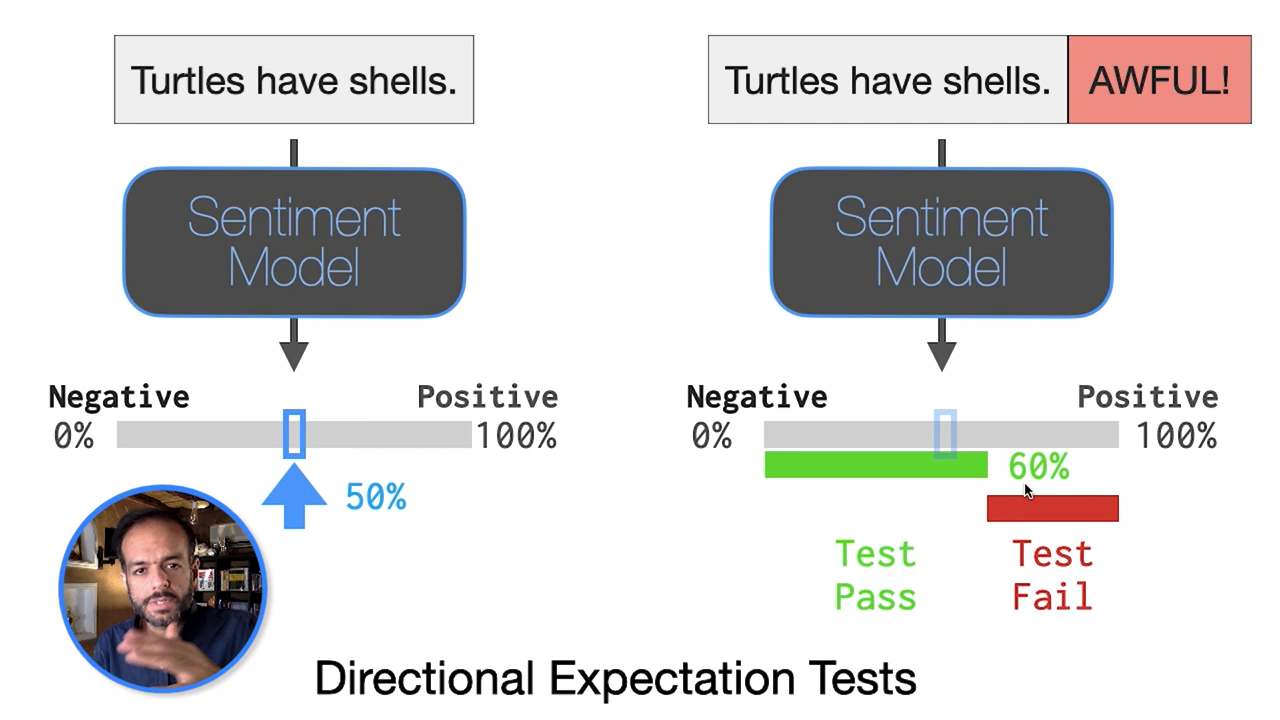 Turtles have shells.
Turtles have shells. AWFUL!
Sentiment
Model
Sentiment
Model
Negative Positive
0% 100%
50%
Negative Positive
0% 100%
60%
Test
Pass
Test
Fail
Directional Expectation Tests